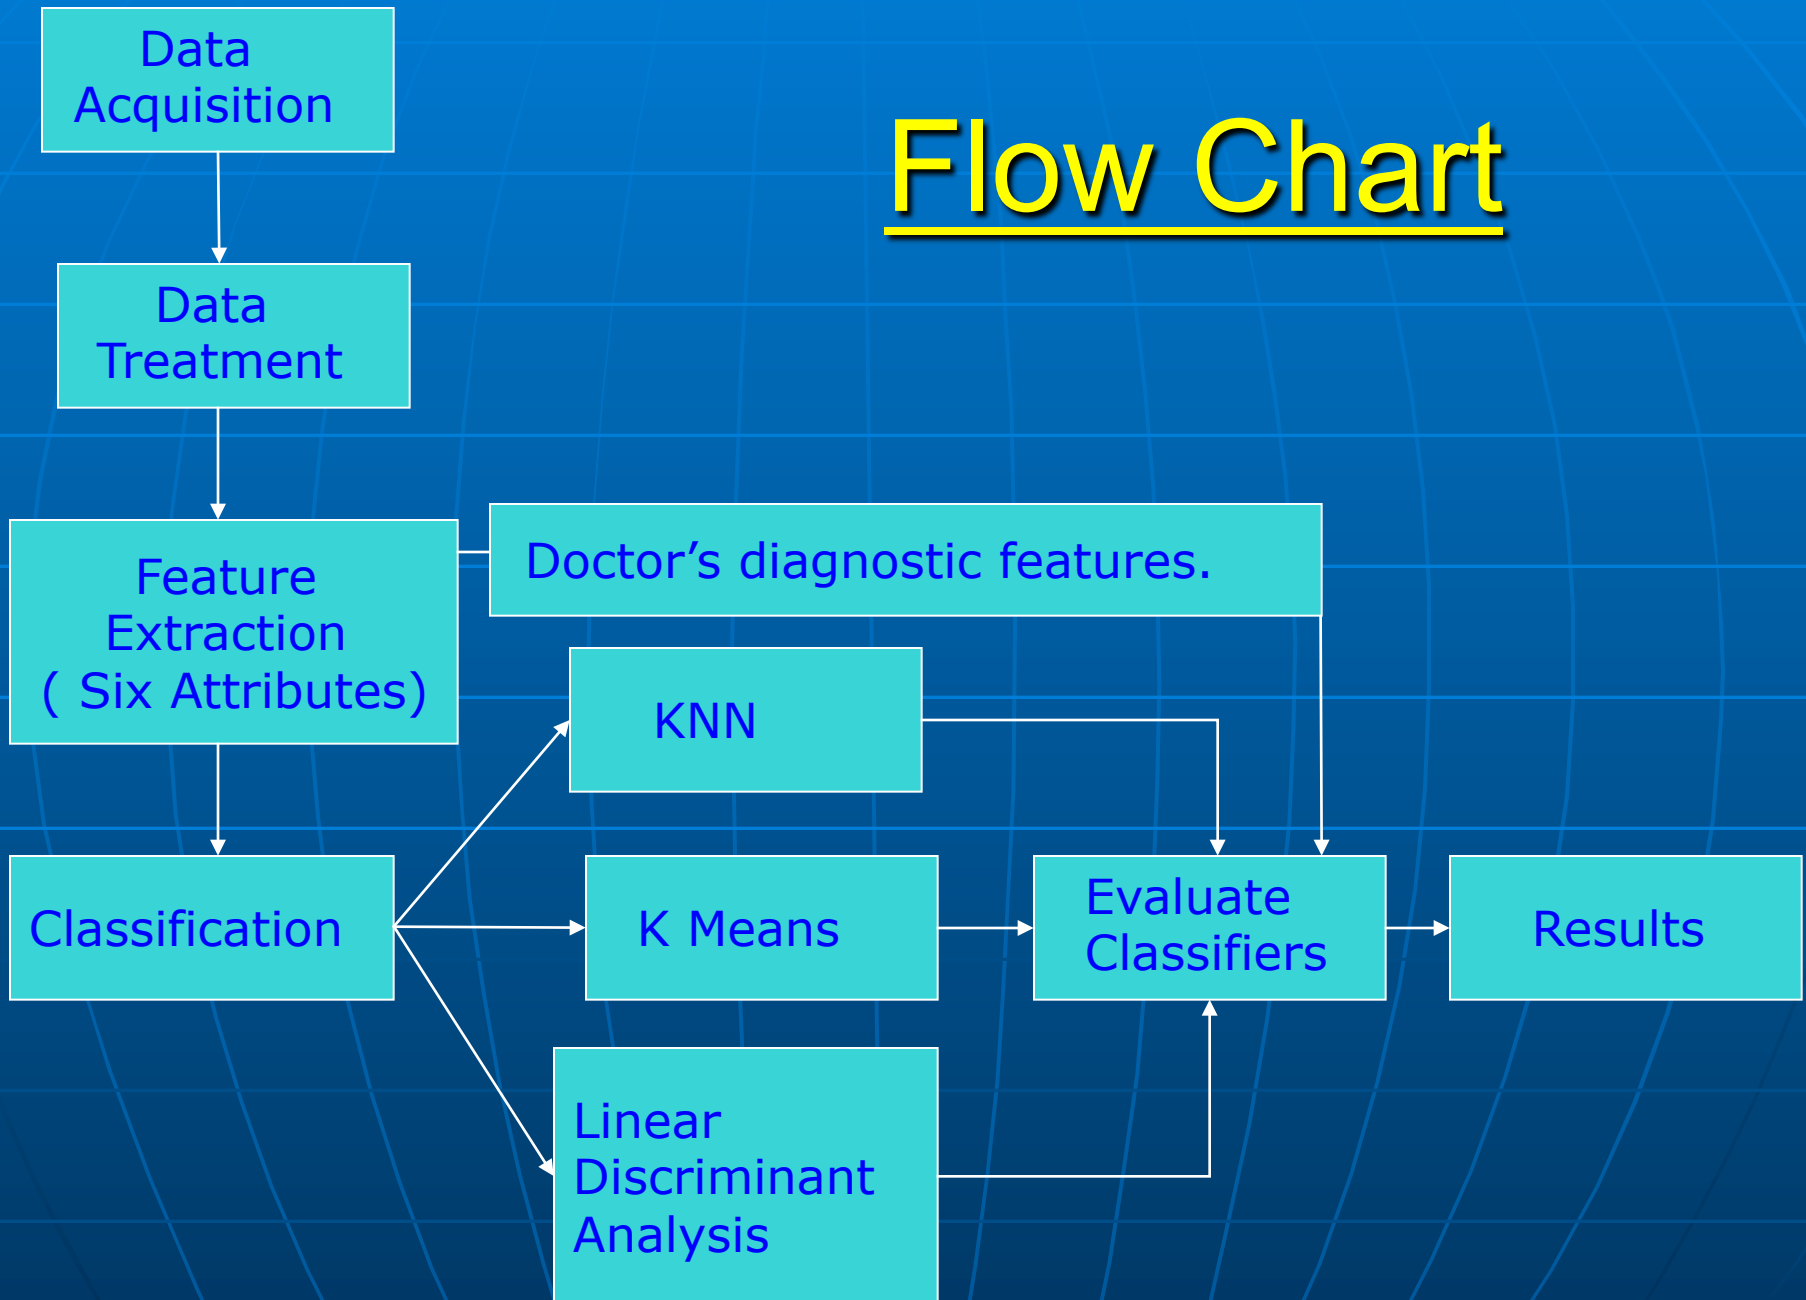 Data
Acquisition
Flow Chart
Data
Treatment
Feature
Extraction
( Six Attributes)
Doctor’s diagnostic features.
KNN
Classification
K Means
Evaluate
Classifiers
Results
Linear
Discriminant
Analysis